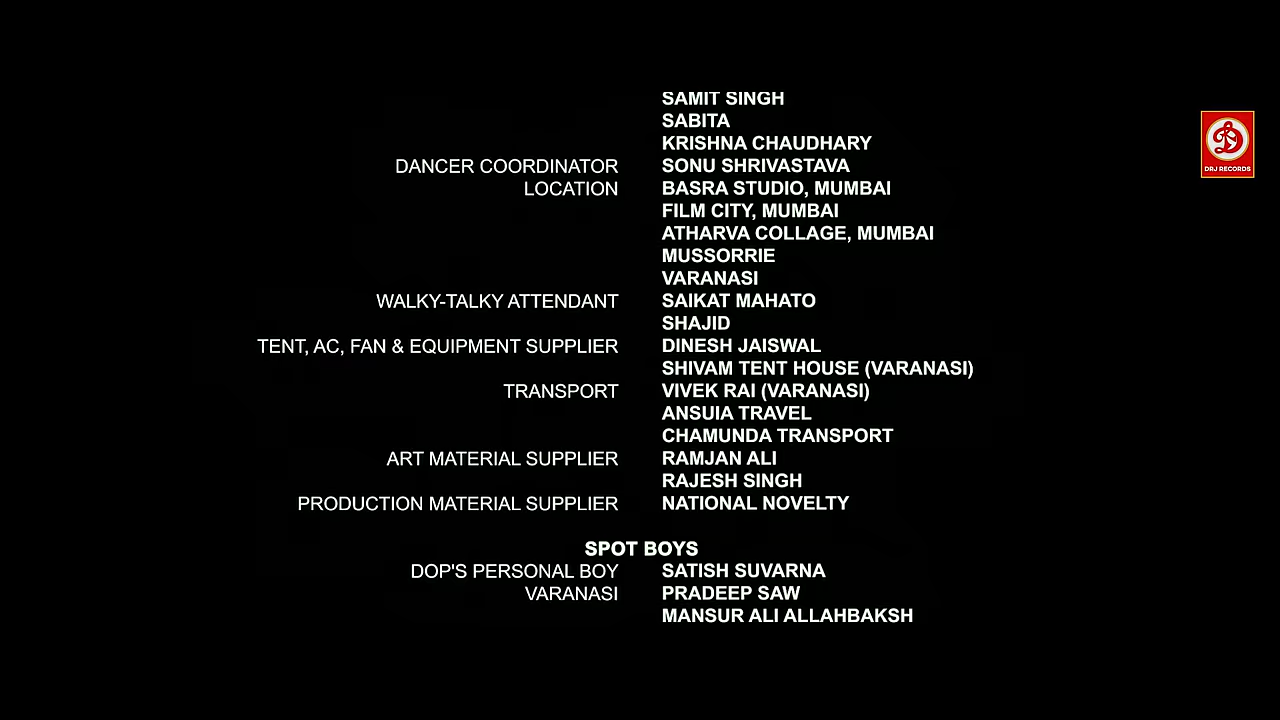 SAMIT SINGH
SABITA
KRISHNA CHAUDHARY
DANCER COORDINATOR SONU SHRIVASTAVA
LOCATION BASRA STUDIO, MUMBAI
FILM CITY, MUMBAI
ATHARVA COLLAGE, MUMBAI
MUSSORRIE
VARANASI
WALKY-TALKY ATTENDANT SAIKAT MAHATO
SHAJID
TENT, AC, FAN & EQUIPMENT SUPPLIER DINESH JAISWAL
SHIVAM TENT HOUSE (VARANASI)
TRANSPORT VIVEK RAI (VARANASI)
ANSUIA TRAVEL
CHAMUNDA TRANSPORT
ART MATERIAL SUPPLIER RAMJAN ALI
RAJESH SINGH
PRODUCTION MATERIAL SUPPLIER NATIONAL NOVELTY
SPOT BOYS
DOP'S PERSONAL BOY SATISH SUVARNA
VARANASI PRADEEP SAW
MANSUR ALI ALLAHBAKSH
DRJ RECORDS